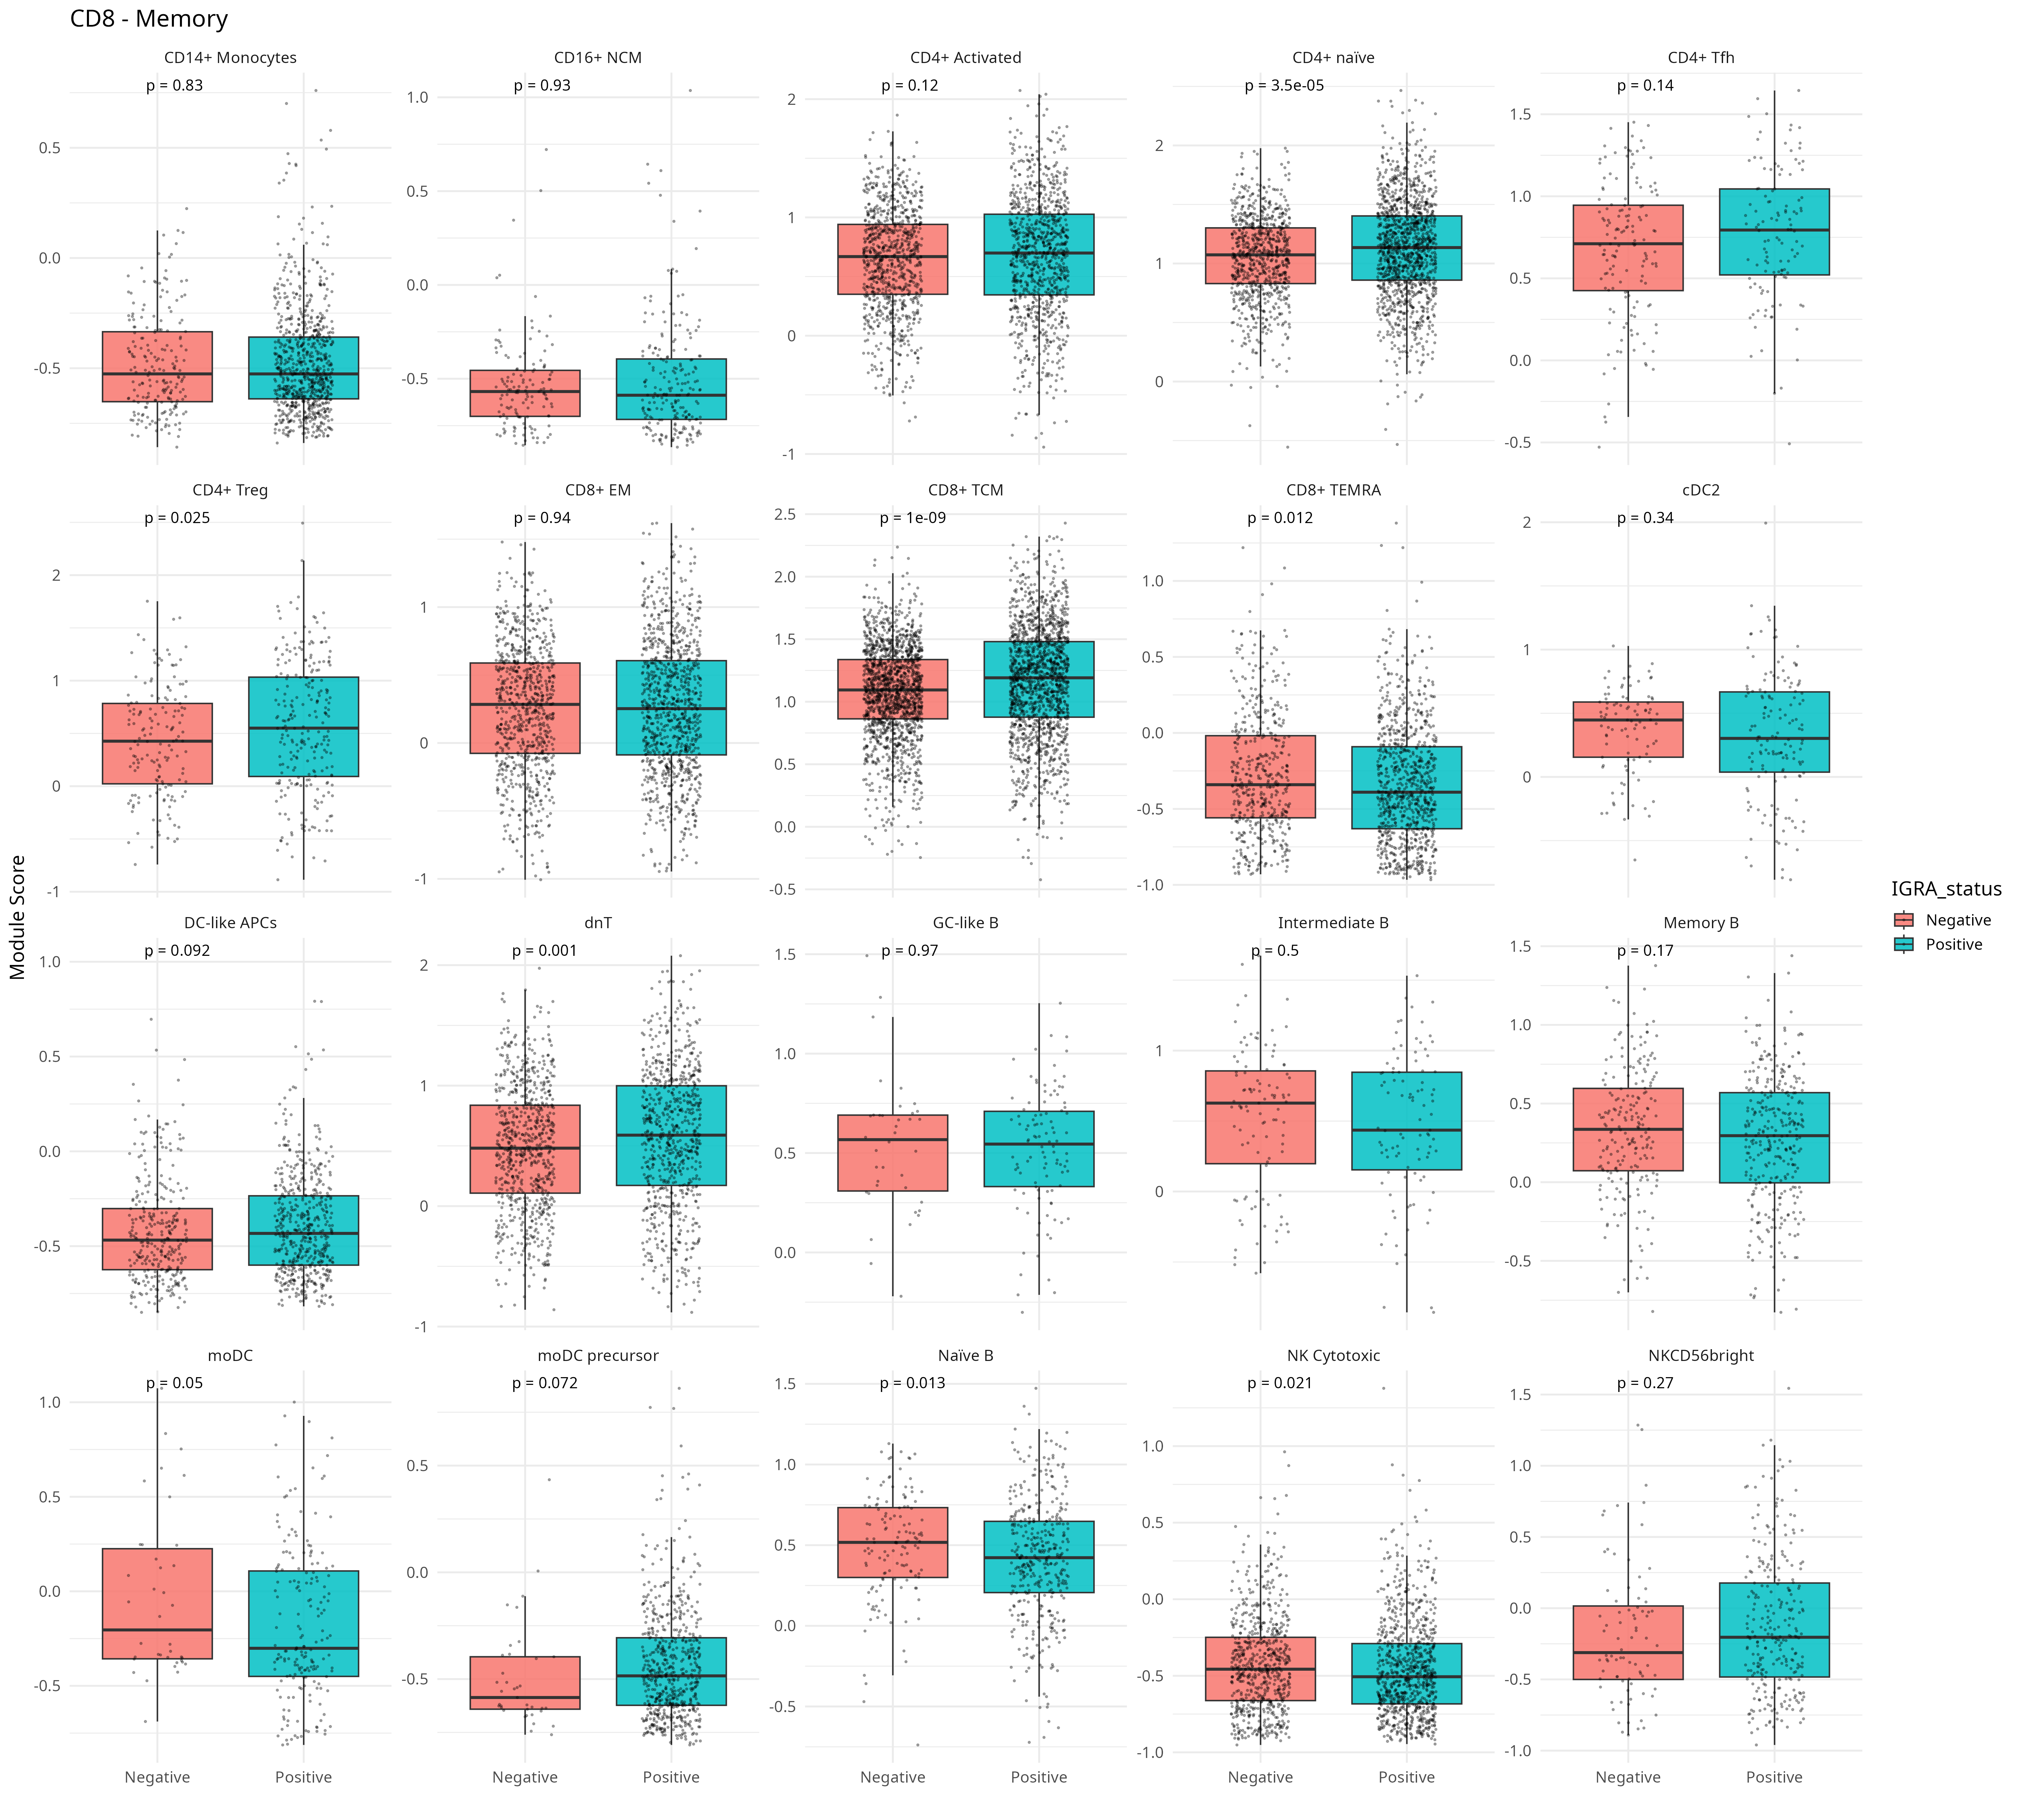 CD8 - Memory
CD14+ Monocytes
CD16+ NCM
CD4+ Activated
CD4+ naïve
CD4+ Tfh
p = 0.83
p = 0.93
p = 0.12
p = 3.5e-05
p = 0.14
0.5
0.0
-0.5
1.0
0.5
0.0
-0.5
2
1
0
-1
2
1
0
1.5
1.0
0.5
0.0
-0.5
CD4+ Treg
CD8+ EM
CD8+ TCM
CD8+ TEMRA
cDC2
p = 0.025
p = 0.94
p = 1e-09
p = 0.012
p = 0.34
2
1
0
-1
1
0
-1
2.5
2.0
1.5
1.0
0.5
0.0
-0.5
1.0
0.5
0.0
-0.5
-1.0
2
1
0
Module Score
IGRA_status
Negative
Positive
DC-like APCs
dnT
GC-like B
Intermediate B
Memory B
p = 0.092
p = 0.001
p = 0.97
p = 0.5
p = 0.17
1.0
0.5
0.0
-0.5
2
1
0
-1
1.5
1.0
0.5
0.0
1
0
1.5
1.0
0.5
0.0
-0.5
moDC
moDC precursor
Naïve B
NK Cytotoxic
NKCD56bright
p = 0.05
p = 0.072
p = 0.013
p = 0.021
p = 0.27
1.0
0.5
0.0
-0.5
0.5
0.0
-0.5
1.5
1.0
0.5
0.0
-0.5
1.0
0.5
0.0
-0.5
-1.0
1.5
1.0
0.5
0.0
-0.5
-1.0
Negative Positive
Negative Positive
Negative Positive
Negative Positive
Negative Positive